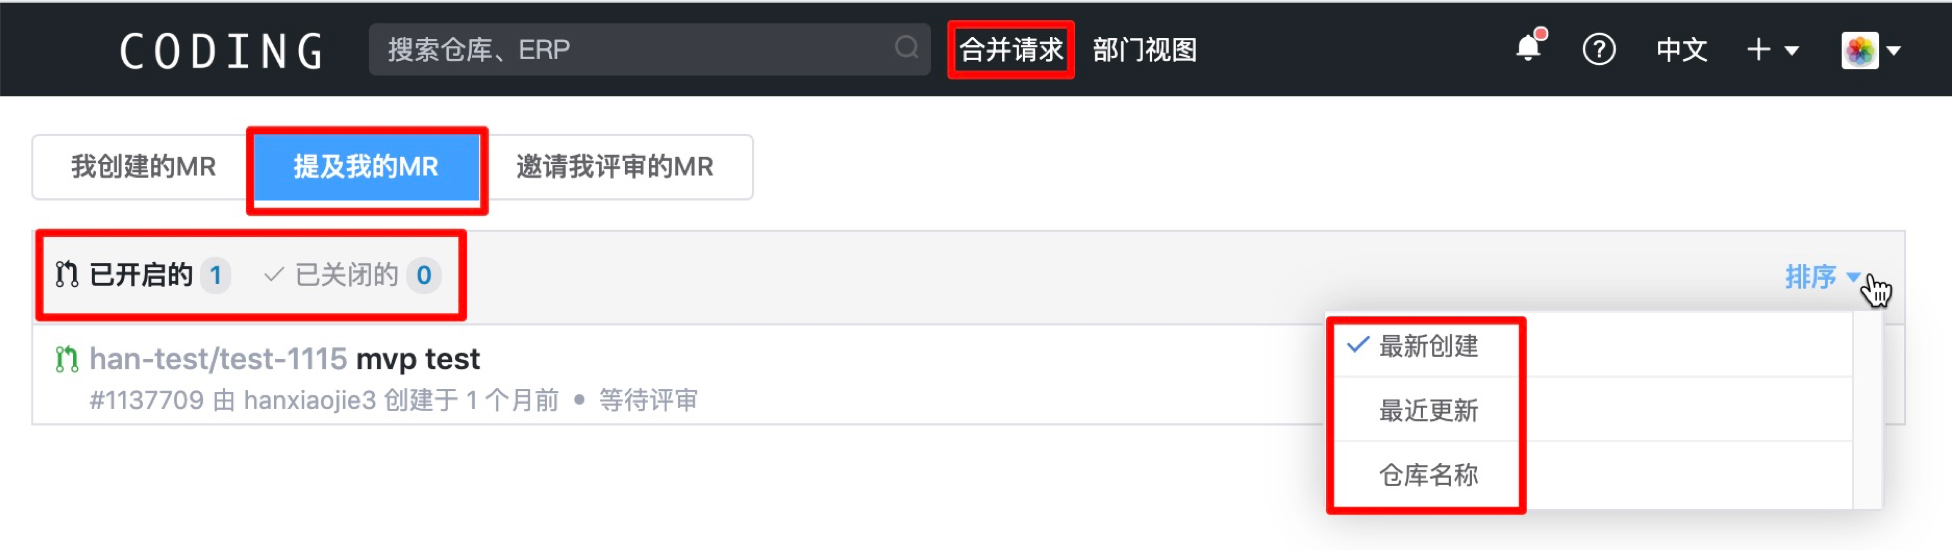 CODING 搜索仓库、ERP 合并请求 部门视图 中文
我创建的MR 提及我的MR 邀请我评审的MR
已开启的 1 已关闭的 0 排序
han-test/test-1115 mvp test
#1137709 由 hanxiaojie3 创建于 1 个月前 • 等待评审
最新创建
最近更新
仓库名称